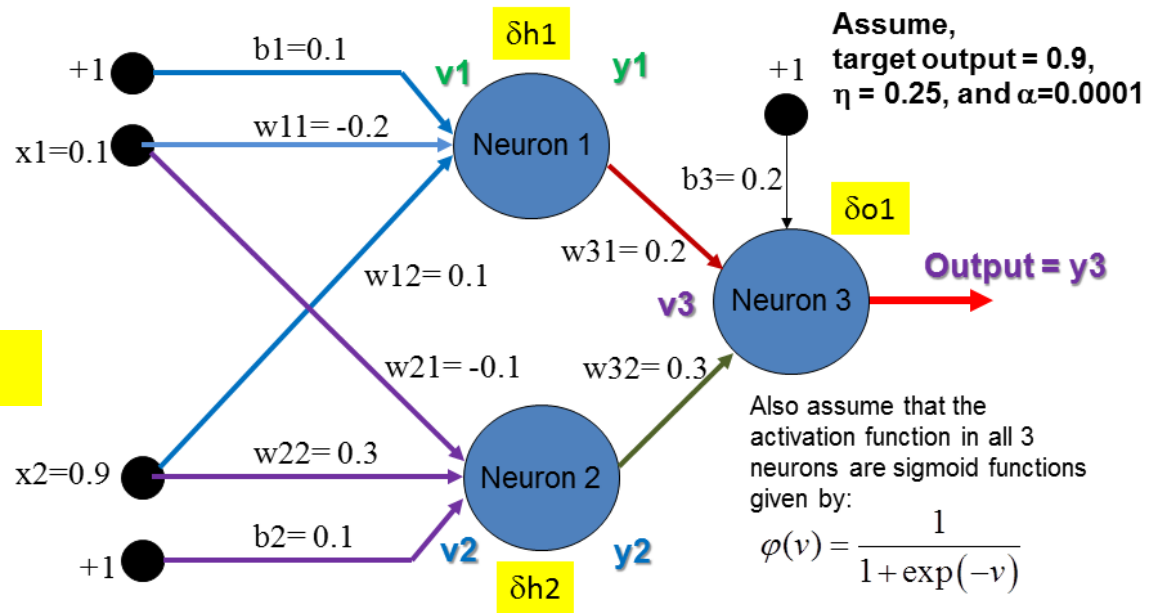 δh1
Assume,
target output = 0.9,
η = 0.25, and α=0.0001
b1=0.1
+1
v1
y1
+1
w11= -0.2
x1=0.1
Neuron 1
b3= 0.2
δo1
w31= 0.2
w12= 0.1
Output = y3
v3
Neuron 3
w21= -0.1
w32= 0.3
Also assume that the
activation function in all 3
neurons are sigmoid functions
given by:
φ(v) = 1 / (1+exp(-v))
w22= 0.3
x2=0.9
Neuron 2
b2= 0.1
+1
v2
y2
δh2